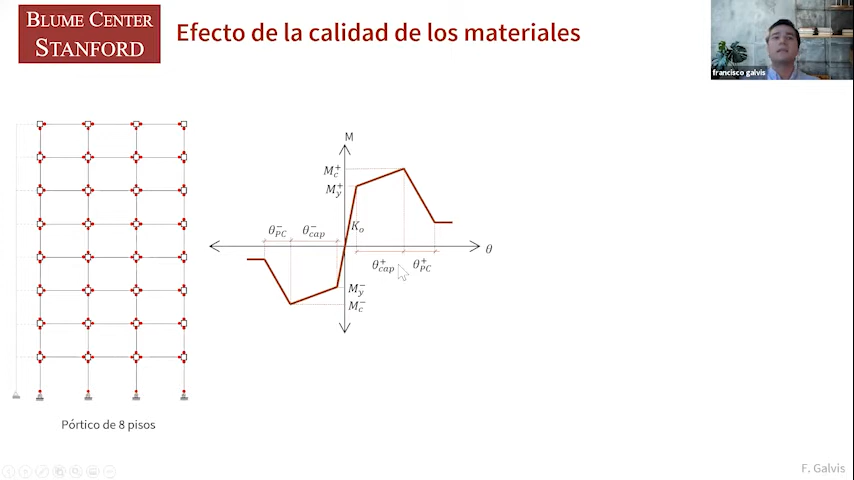 BLUME CENTER
STANFORD
Efecto de la calidad de los materiales
francisco galvis
M
M_c^+
M_y^+
K_o
θ_PC^- θ_cap^-
θ
θ_cap^+ θ_PC^+
M_y^-
M_c^-
Pórtico de 8 pisos
F. Galvis